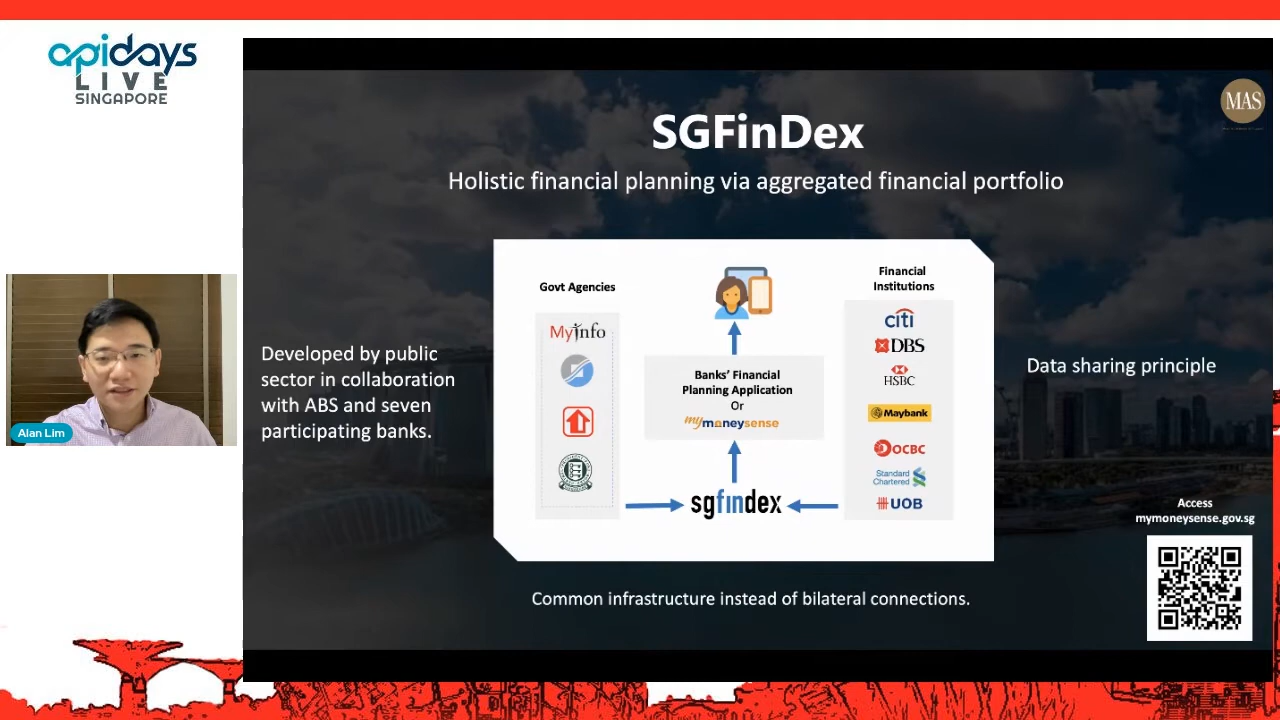 apidays
LIVE
SINGAPORE
MAS
SGFinDex
Holistic financial planning via aggregated financial portfolio
Govt Agencies
Financial
Institutions
MyInfo
citi
DBS
HSBC
Maybank
OCBC
Standard
Chartered
UOB
Banks' Financial
Planning Application
Or
mymoneysense
sgfindex
Developed by public
sector in collaboration
with ABS and seven
participating banks.
Data sharing principle
Alan Lim
Access
mymoneysense.gov.sg
Common infrastructure instead of bilateral connections.